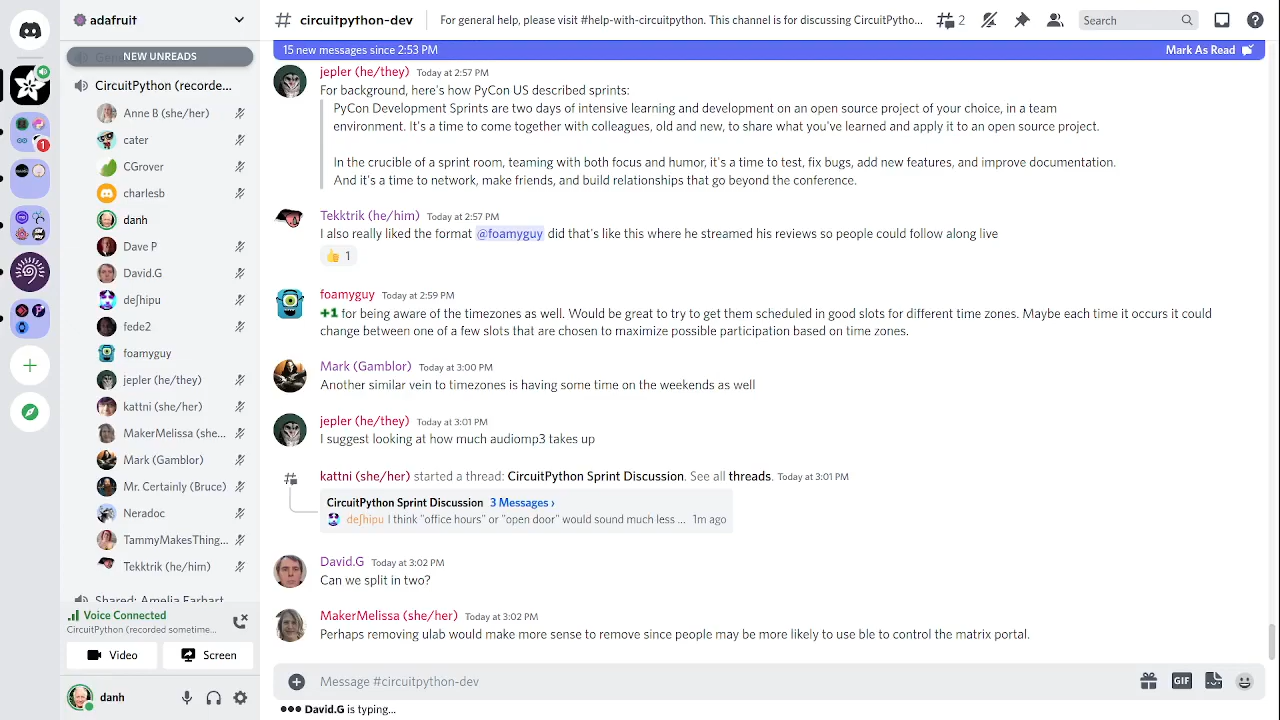 adafruit
NEW UNREADS
CircuitPython (recorde...
Anne B (she/her)
cater
CGrover
charlesb
danh
Dave P
David.G
deʃhipu
fede2
foamyguy
jepler (he/they)
kattni (she/her)
MakerMelissa (she...
Mark (Gamblor)
Mr. Certainly (Bruce)
Neradoc
TammyMakesThing...
Tekktrik (he/him)
Shared: Amelia Earhart
Voice Connected
CircuitPython (recorded sometime...
Video
Screen
danh
1
circuitpython-dev
For general help, please visit #help-with-circuitpython. This channel is for discussing CircuitPytho...
2
Search
15 new messages since 2:53 PM
Mark As Read
jepler (he/they) Today at 2:57 PM
For background, here's how PyCon US described sprints:
PyCon Development Sprints are two days of intensive learning and development on an open source project of your choice, in a team
environment. It's a time to come together with colleagues, old and new, to share what you've learned and apply it to an open source project.
In the crucible of a sprint room, teaming with both focus and humor, it's a time to test, fix bugs, add new features, and improve documentation.
And it's a time to network, make friends, and build relationships that go beyond the conference.
Tekktrik (he/him) Today at 2:57 PM
I also really liked the format @foamyguy did that's like this where he streamed his reviews so people could follow along live
👍 1
foamyguy Today at 2:59 PM
+1 for being aware of the timezones as well. Would be great to try to get them scheduled in good slots for different time zones. Maybe each time it occurs it could
change between one of a few slots that are chosen to maximize possible participation based on time zones.
Mark (Gamblor) Today at 3:00 PM
Another similar vein to timezones is having some time on the weekends as well
jepler (he/they) Today at 3:01 PM
I suggest looking at how much audiomp3 takes up
kattni (she/her) started a thread: CircuitPython Sprint Discussion. See all threads. Today at 3:01 PM
CircuitPython Sprint Discussion 3 Messages ›
deʃhipu I think "office hours" or "open door" would sound much less ... 1m ago
David.G Today at 3:02 PM
Can we split in two?
MakerMelissa (she/her) Today at 3:02 PM
Perhaps removing ulab would make more sense to remove since people may be more likely to use ble to control the matrix portal.
Message #circuitpython-dev
GIF
David.G is typing...